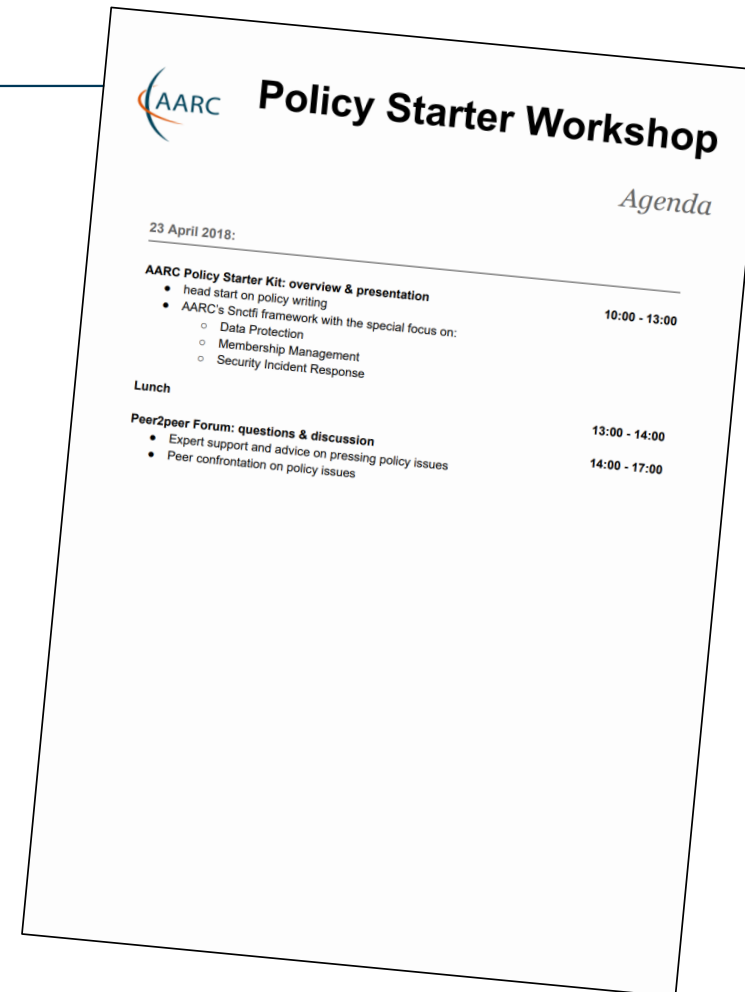 AARC
Policy Starter Workshop
Agenda
23 April 2018:
AARC Policy Starter Kit: overview & presentation 10:00 - 13:00
● head start on policy writing
● AARC's Snctfi framework with the special focus on:
○ Data Protection
○ Membership Management
○ Security Incident Response
Lunch 13:00 - 14:00
Peer2peer Forum: questions & discussion 14:00 - 17:00
● Expert support and advice on pressing policy issues
● Peer confrontation on policy issues